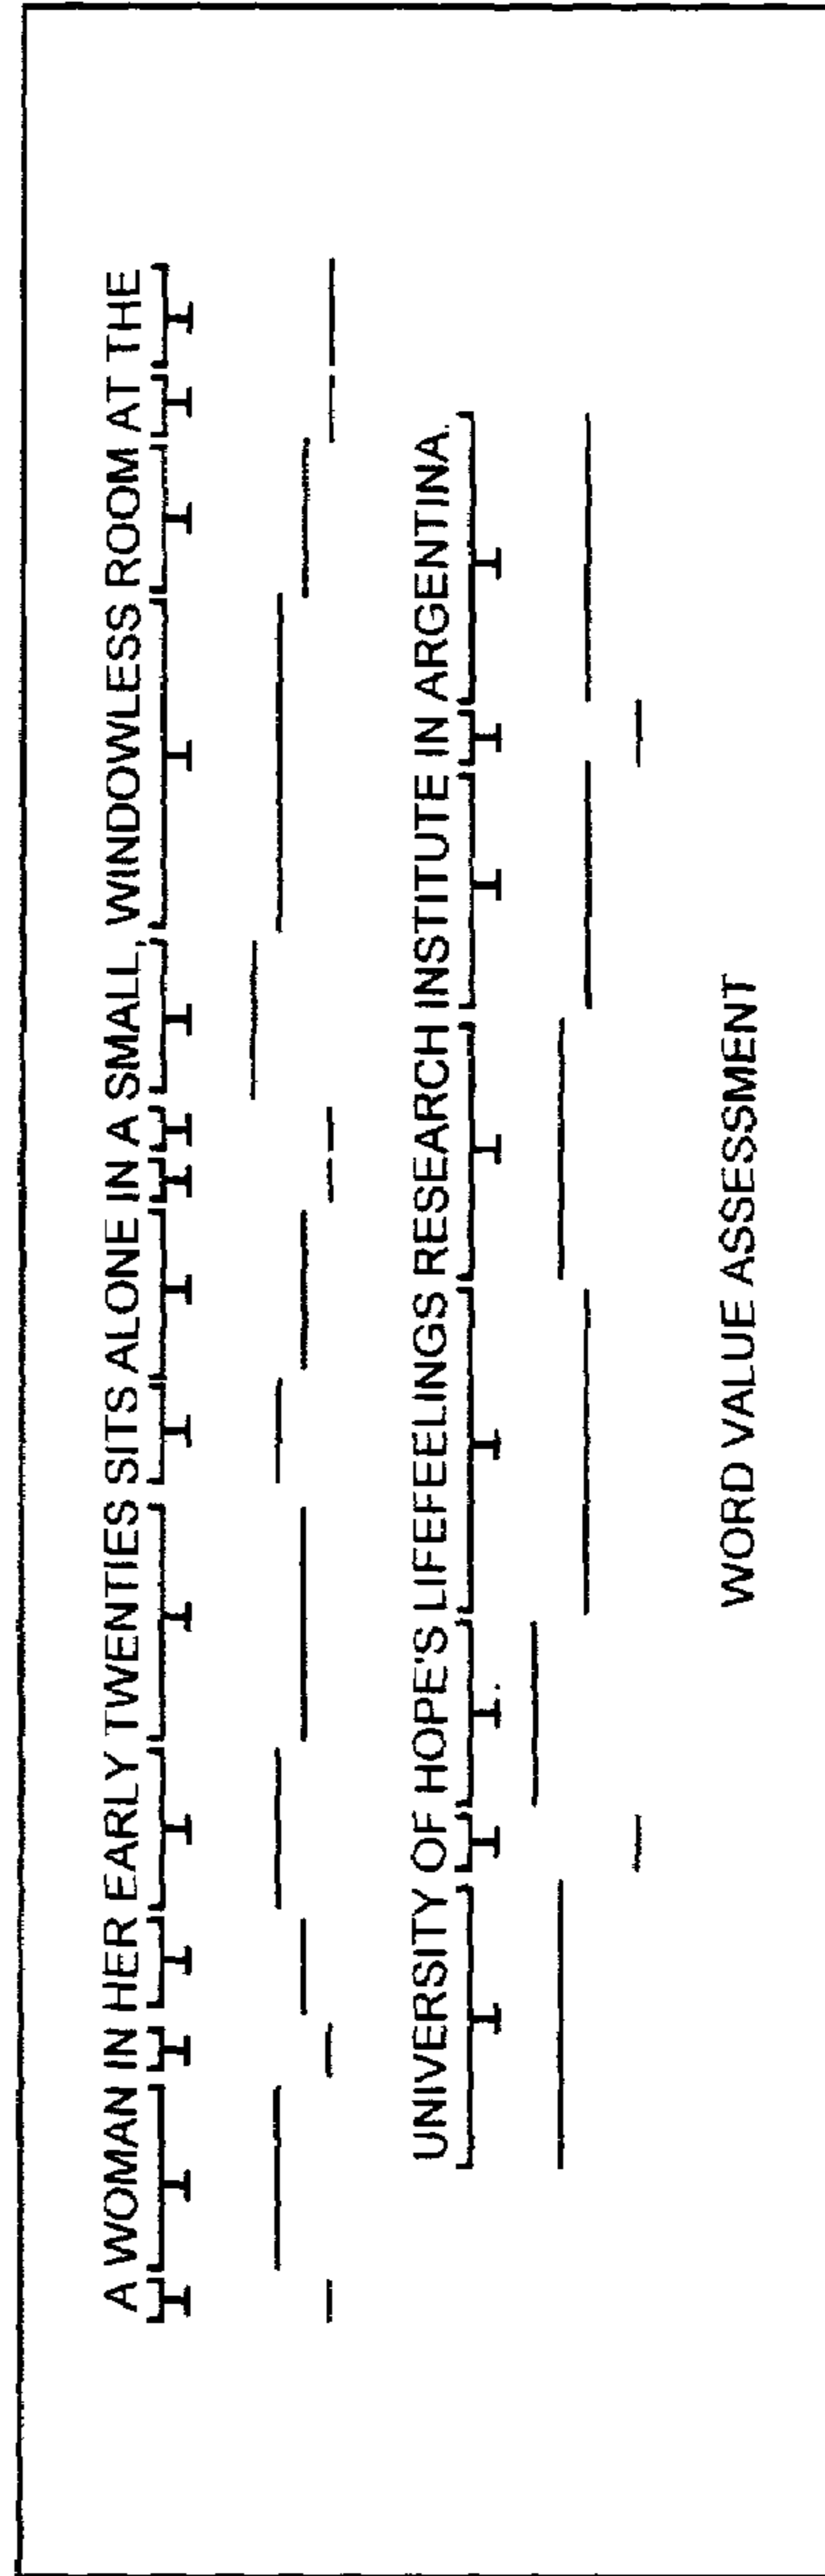 A WOMAN IN HER EARLY TWENTIES SITS ALONE IN A SMALL, WINDOWLESS ROOM AT THE
UNIVERSITY OF HOPE'S LIFEFEELINGS RESEARCH INSTITUTE IN ARGENTINA.
WORD VALUE ASSESSMENT